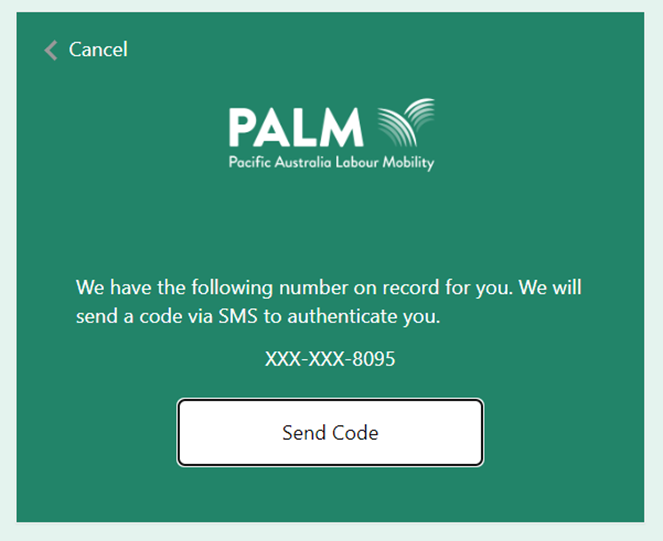 Cancel
PALM
Pacific Australia Labour Mobility
We have the following number on record for you. We will
send a code via SMS to authenticate you.
XXX-XXX-8095
Send Code